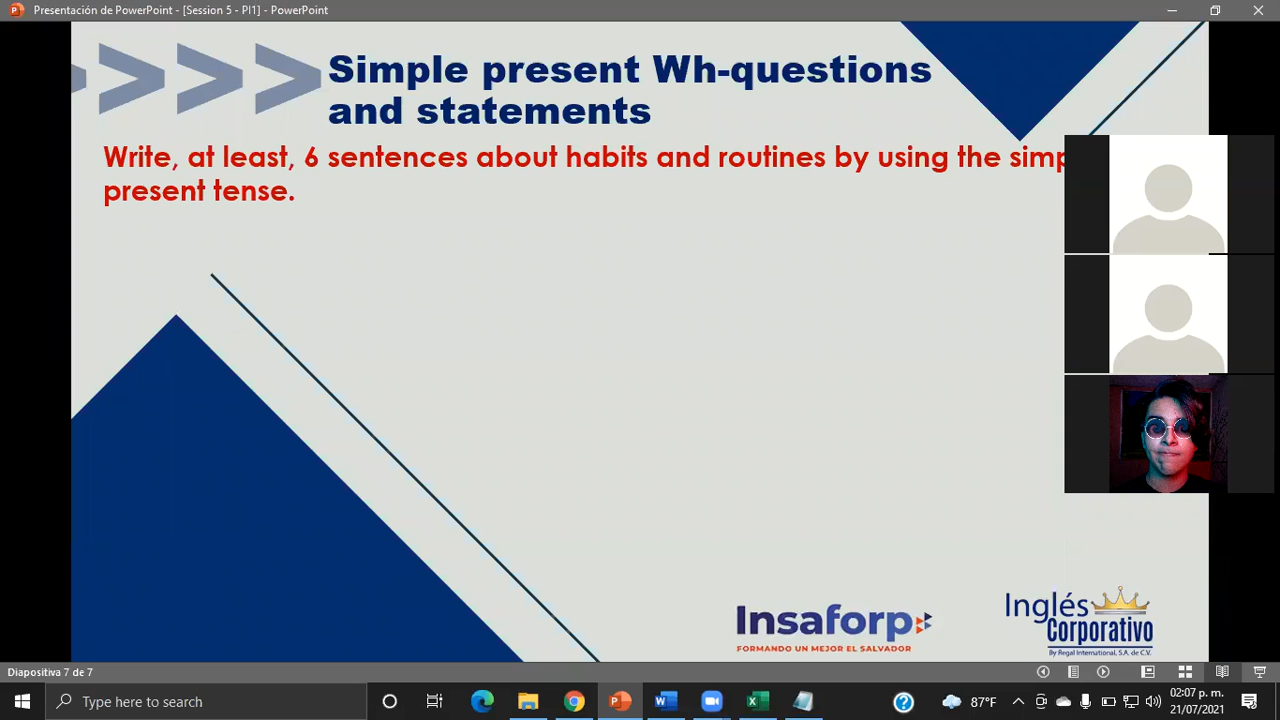 Presentación de PowerPoint - [Session 5 - PI1] - PowerPoint
Simple present Wh-questions
and statements
Write, at least, 6 sentences about habits and routines by using the simp
present tense.
Insaforp
FORMANDO UN MEJOR EL SALVADOR
Inglés
Corporativo
By Regal International, S.A. de C.V.
Diapositiva 7 de 7
Type here to search
87°F
02:07 p. m.
21/07/2021